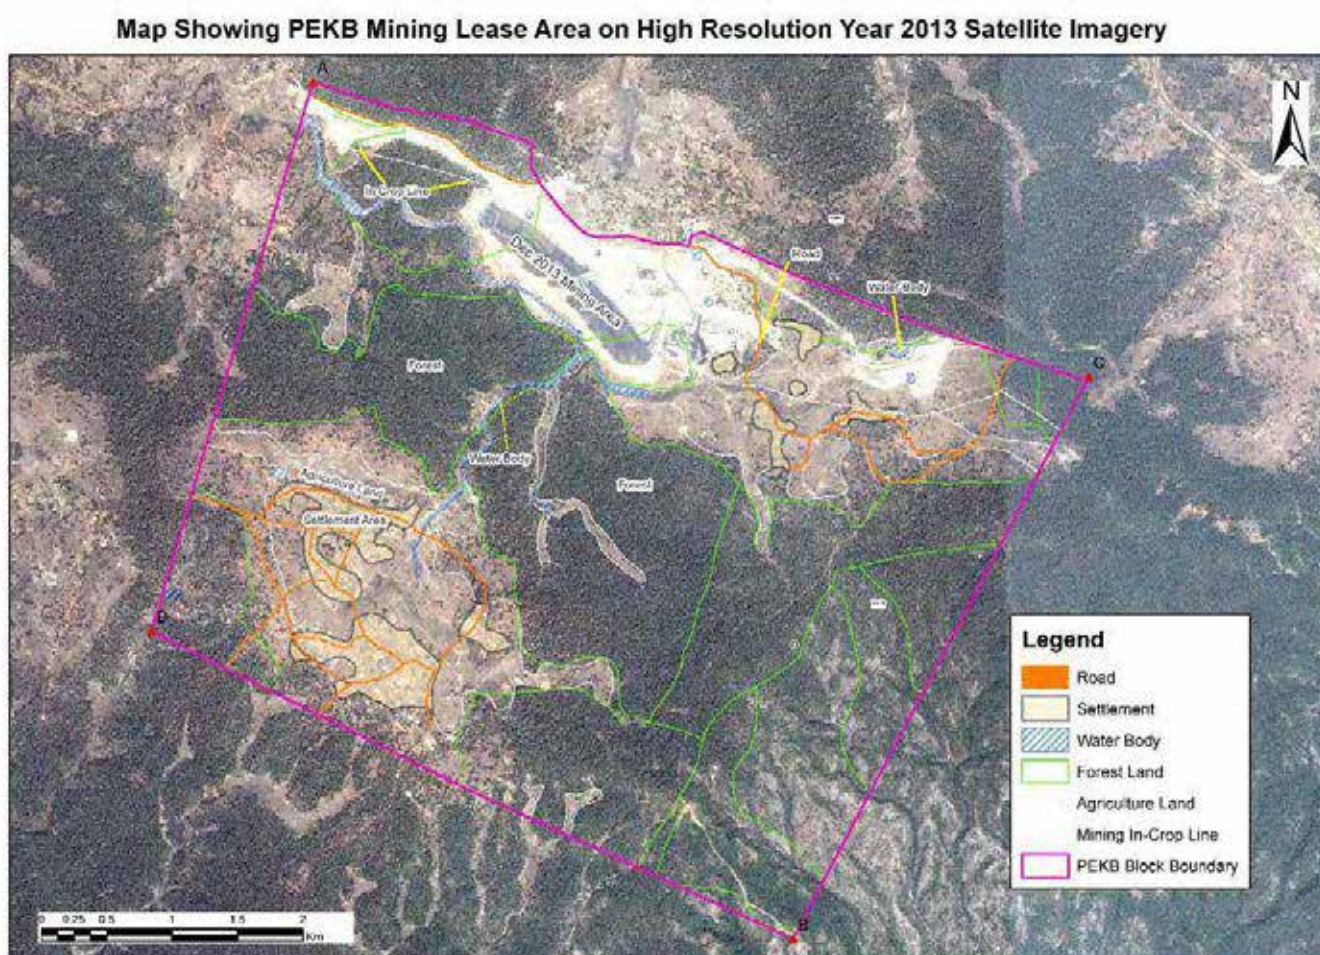 Map Showing PEKB Mining Lease Area on High Resolution Year 2013 Satellite Imagery
A
N
In-Crop Line
Dec 2013 Mining Area
Road
Water Body
C
Forest
Water Body
Forest
Agriculture Land
Settlement Area
D
B
Legend
Road
Settlement
Water Body
Forest Land
Agriculture Land
Mining In-Crop Line
PEKB Block Boundary
0 0.25 0.5 1 1.5 2
Km